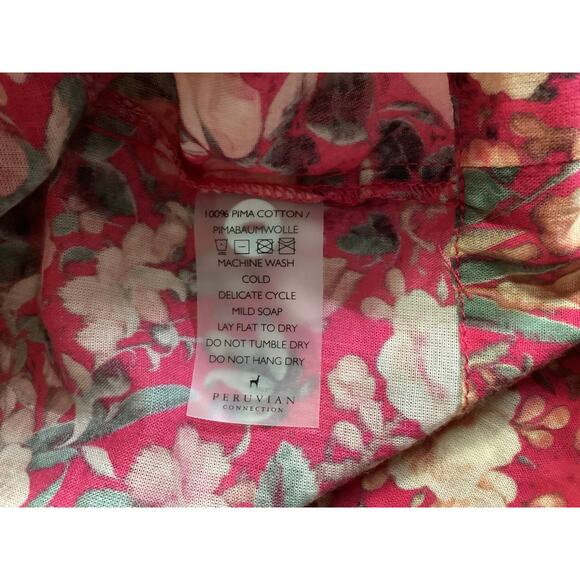 100% PIMA COTTON /
PIMABAUMWOLLE
MACHINE WASH
COLD
DELICATE CYCLE
MILD SOAP
LAY FLAT TO DRY
DO NOT TUMBLE DRY
DO NOT HANG DRY
PERUVIAN
CONNECTION